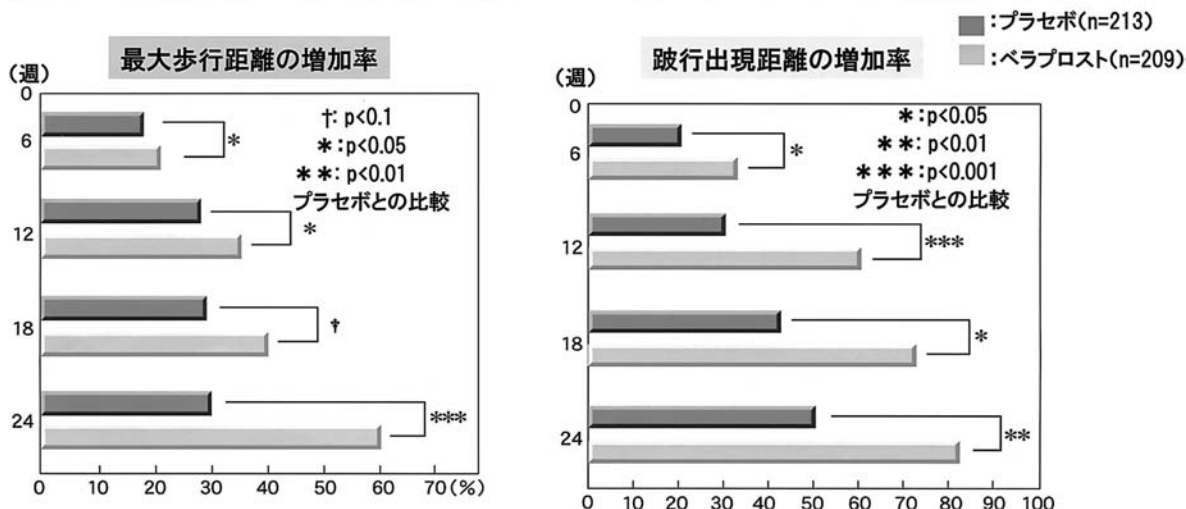 :プラセボ(n=213)
:ベラプロスト(n=209)
最大歩行距離の増加率
(週)
0
6
12
18
24
†: p<0.1
*:p<0.05
**: p<0.01
プラセボとの比較
*
*
†
***
0 10 20 30 40 50 60 70(%)
跛行出現距離の増加率
(週)
0
6
12
18
24
*:p<0.05
**:p<0.01
***:p<0.001
プラセボとの比較
*
***
*
**
0 10 20 30 40 50 60 70 80 90 100